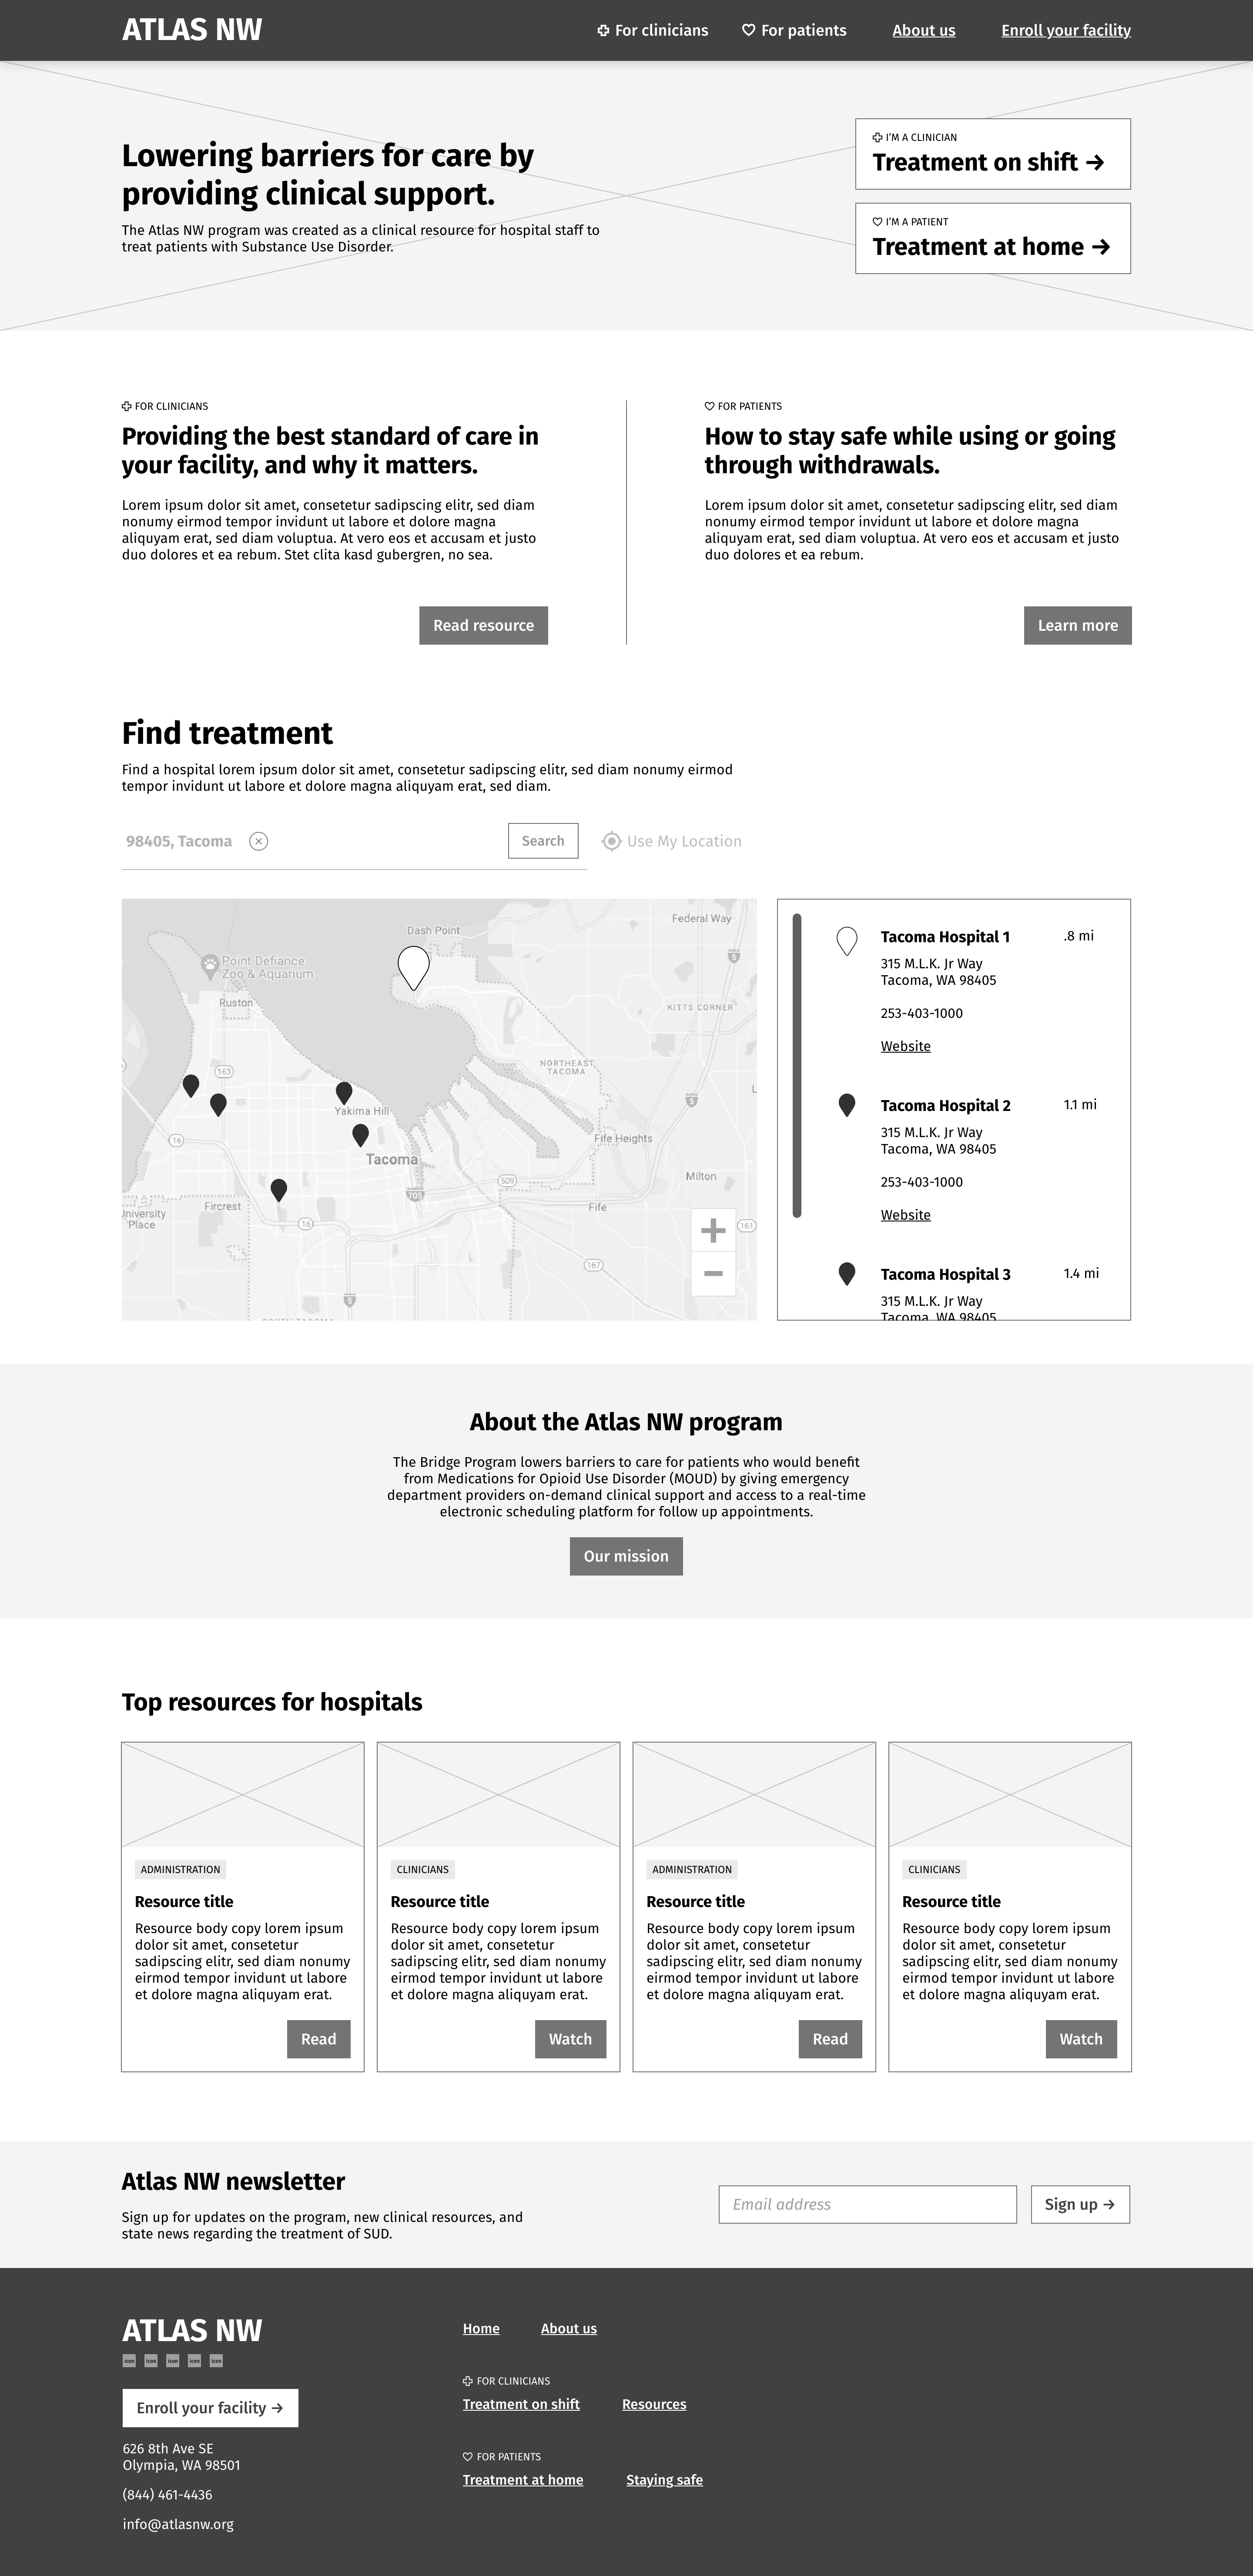 ATLAS NW
For clinicians
For patients
About us
Enroll your facility
Lowering barriers for care by
providing clinical support.
The Atlas NW program was created as a clinical resource for hospital staff to
treat patients with Substance Use Disorder.
I'M A CLINICIAN
Treatment on shift →
I'M A PATIENT
Treatment at home →
FOR CLINICIANS
Providing the best standard of care in
your facility, and why it matters.
Lorem ipsum dolor sit amet, consetetur sadipscing elitr, sed diam
nonumy eirmod tempor invidunt ut labore et dolore magna
aliquyam erat, sed diam voluptua. At vero eos et accusam et justo
duo dolores et ea rebum. Stet clita kasd gubergren, no sea.
Read resource
FOR PATIENTS
How to stay safe while using or going
through withdrawals.
Lorem ipsum dolor sit amet, consetetur sadipscing elitr, sed diam
nonumy eirmod tempor invidunt ut labore et dolore magna
aliquyam erat, sed diam voluptua. At vero eos et accusam et justo
duo dolores et ea rebum.
Learn more
Find treatment
Find a hospital lorem ipsum dolor sit amet, consetetur sadipscing elitr, sed diam nonumy eirmod
tempor invidunt ut labore et dolore magna aliquyam erat, sed diam.
98405, Tacoma
Search
Use My Location
Federal Way
Dash Point
Point Defiance
Zoo & Aquarium
5
Ruston
KITTS CORNER
163
NORTHEAST
TACOMA
5
L
Yakima Hill
16
Fife Heights
Tacoma
Milton
509
705
University
Place
Fircrest
Fife
16
161
167
5
SOUTH TACOMA
Tacoma Hospital 1
.8 mi
315 M.L.K. Jr Way
Tacoma, WA 98405
253-403-1000
Website
Tacoma Hospital 2
1.1 mi
315 M.L.K. Jr Way
Tacoma, WA 98405
253-403-1000
Website
Tacoma Hospital 3
1.4 mi
315 M.L.K. Jr Way
Tacoma, WA 98405
About the Atlas NW program
The Bridge Program lowers barriers to care for patients who would benefit
from Medications for Opioid Use Disorder (MOUD) by giving emergency
department providers on-demand clinical support and access to a real-time
electronic scheduling platform for follow up appointments.
Our mission
Top resources for hospitals
ADMINISTRATION
Resource title
Resource body copy lorem ipsum
dolor sit amet, consetetur
sadipscing elitr, sed diam nonumy
eirmod tempor invidunt ut labore
et dolore magna aliquyam erat.
Read
CLINICIANS
Resource title
Resource body copy lorem ipsum
dolor sit amet, consetetur
sadipscing elitr, sed diam nonumy
eirmod tempor invidunt ut labore
et dolore magna aliquyam erat.
Watch
ADMINISTRATION
Resource title
Resource body copy lorem ipsum
dolor sit amet, consetetur
sadipscing elitr, sed diam nonumy
eirmod tempor invidunt ut labore
et dolore magna aliquyam erat.
Read
CLINICIANS
Resource title
Resource body copy lorem ipsum
dolor sit amet, consetetur
sadipscing elitr, sed diam nonumy
eirmod tempor invidunt ut labore
et dolore magna aliquyam erat.
Watch
Atlas NW newsletter
Sign up for updates on the program, new clinical resources, and
state news regarding the treatment of SUD.
Email address
Sign up →
ATLAS NW
icon icon icon icon icon
Enroll your facility →
626 8th Ave SE
Olympia, WA 98501
(844) 461-4436
info@atlasnw.org
Home
About us
FOR CLINICIANS
Treatment on shift
Resources
FOR PATIENTS
Treatment at home
Staying safe